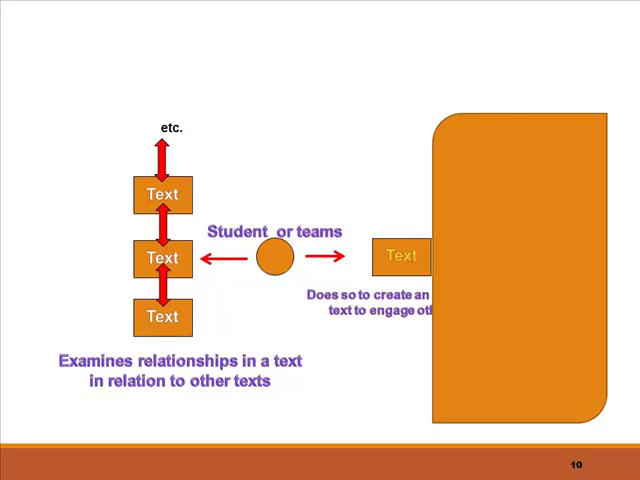 etc.
Text
Student or teams
Text
Text
Does so to create an
text to engage
Text
Examines relationships in a text
in relation to other texts
10